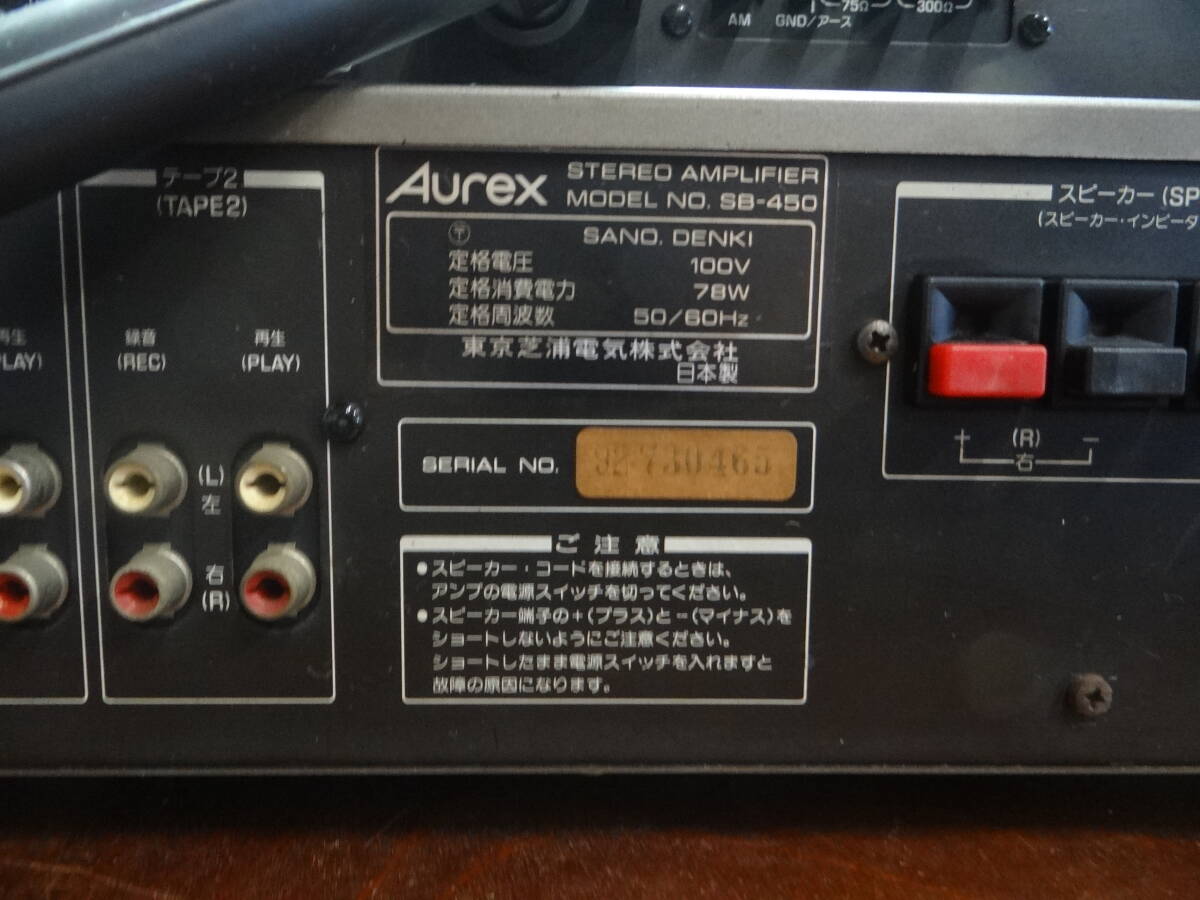 75Ω 300Ω
AM GND/アース
テープ2
(TAPE2)
再生
録音
(REC)
再生
(PLAY)
(L)
左
右
(R)
Aurex
STEREO AMPLIFIER
MODEL NO. SB-450
〒 SANO. DENKI
定格電圧 100V
定格消費電力 78W
定格周波数 50/60Hz
東京芝浦電気株式会社
日本製
SERIAL NO. 92-730465
ご注意
●スピーカー・コードを接続するときは、
アンプの電源スイッチを切ってください。
●スピーカー端子の+(プラス)と-(マイナス)を
ショートしないようにご注意ください。
ショートしたまま電源スイッチを入れますと
故障の原因になります。
スピーカー (SP
(スピーカー・インピータ
+ (R) -
右